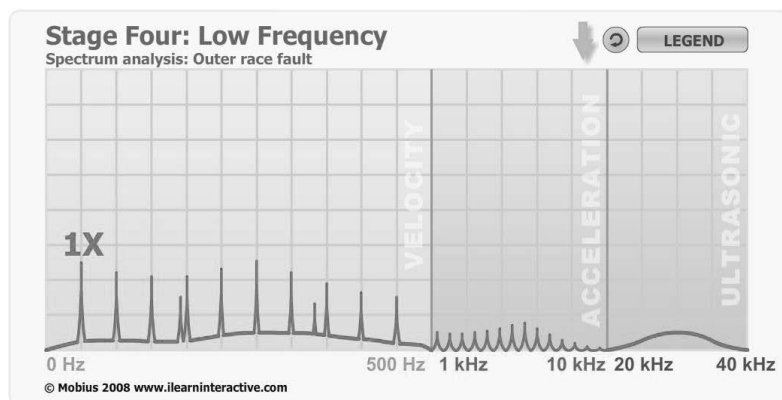 Stage Four: Low Frequency
Spectrum analysis: Outer race fault
LEGEND
1X
VELOCITY
ACCELERATION
ULTRASONIC
0 Hz 500 Hz 1 kHz 10 kHz 20 kHz 40 kHz
© Mobius 2008 www.ilearninteractive.com